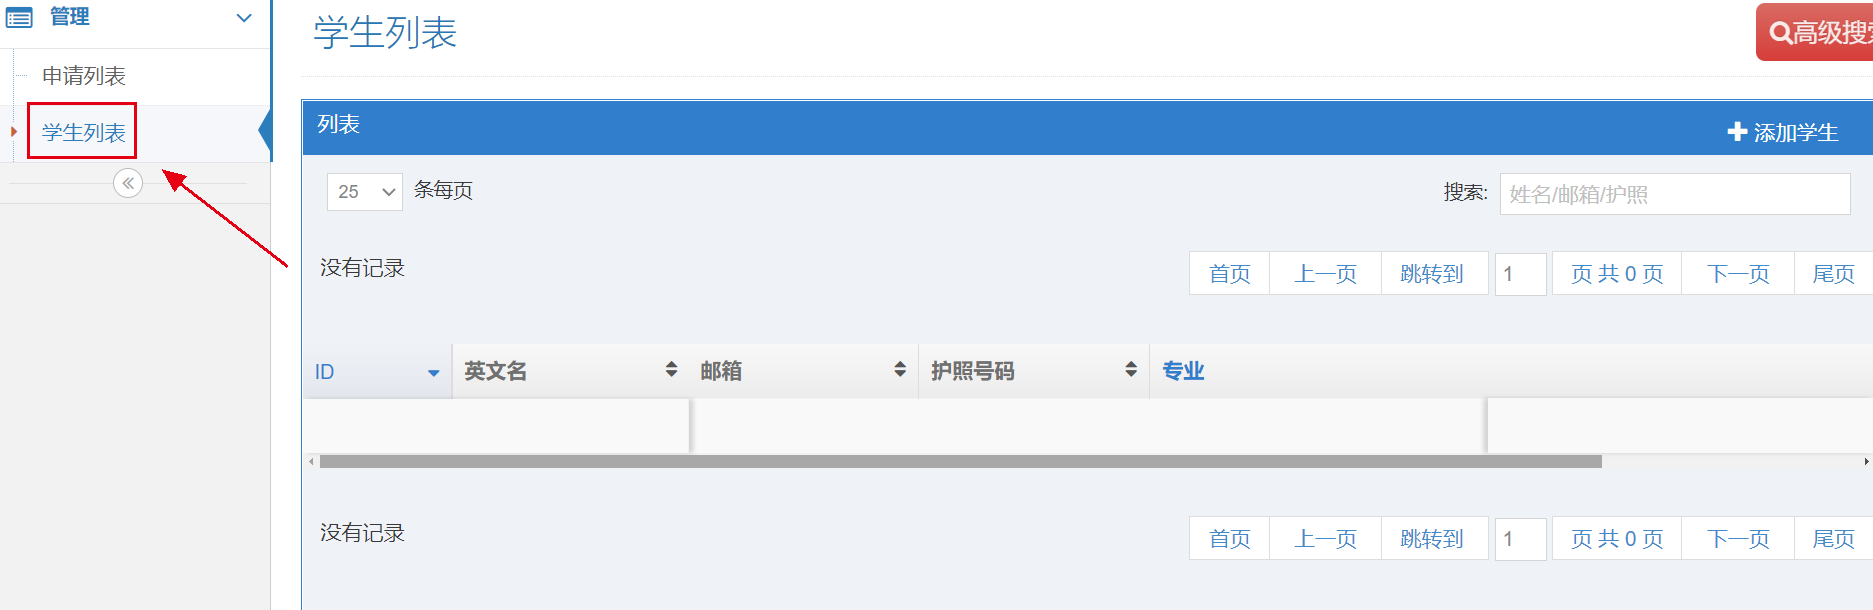 管理
申请列表
学生列表
学生列表
高级搜索
列表
添加学生
25 条每页
搜索: 姓名/邮箱/护照
没有记录
首页 上一页 跳转到 1 页 共 0 页 下一页 尾页
ID 英文名 邮箱 护照号码 专业
没有记录
首页 上一页 跳转到 1 页 共 0 页 下一页 尾页